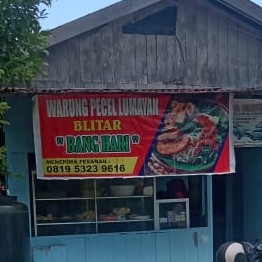 WARUNG PECEL LUMAYAN
BLITAR
" BANG HARI "
MENERIMA PESANAN :
0819 5323 9616